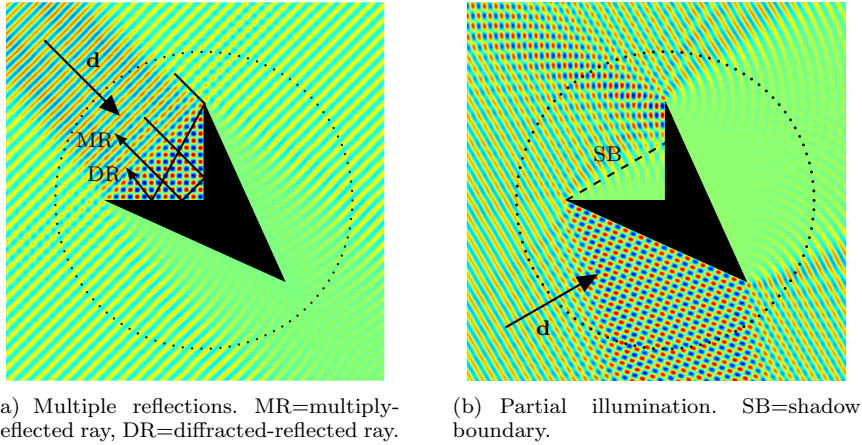 d
MR
DR
SB
d
a) Multiple reflections. MR=multiply-
eflected ray, DR=diffracted-reflected ray.
(b) Partial illumination. SB=shadow
boundary.